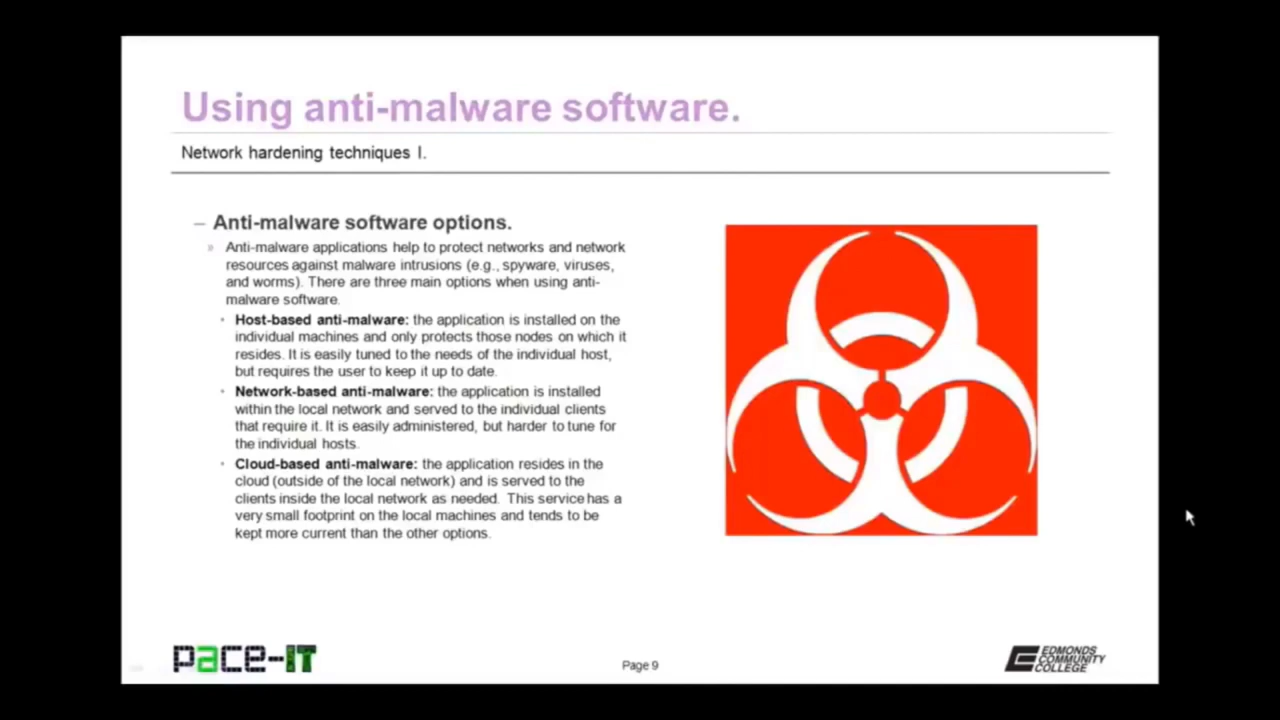 Using anti-malware software.
Network hardening techniques I.
– Anti-malware software options.
» Anti-malware applications help to protect networks and network
resources against malware intrusions (e.g., spyware, viruses,
and worms). There are three main options when using anti-
malware software.
• Host-based anti-malware: the application is installed on the
individual machines and only protects those nodes on which it
resides. It is easily tuned to the needs of the individual host,
but requires the user to keep it up to date.
• Network-based anti-malware: the application is installed
within the local network and served to the individual clients
that require it. It is easily administered, but harder to tune for
the individual hosts.
• Cloud-based anti-malware: the application resides in the
cloud (outside of the local network) and is served to the
clients inside the local network as needed. This service has a
very small footprint on the local machines and tends to be
kept more current than the other options.
pace-IT
Page 9
EDMONDS
COMMUNITY
COLLEGE